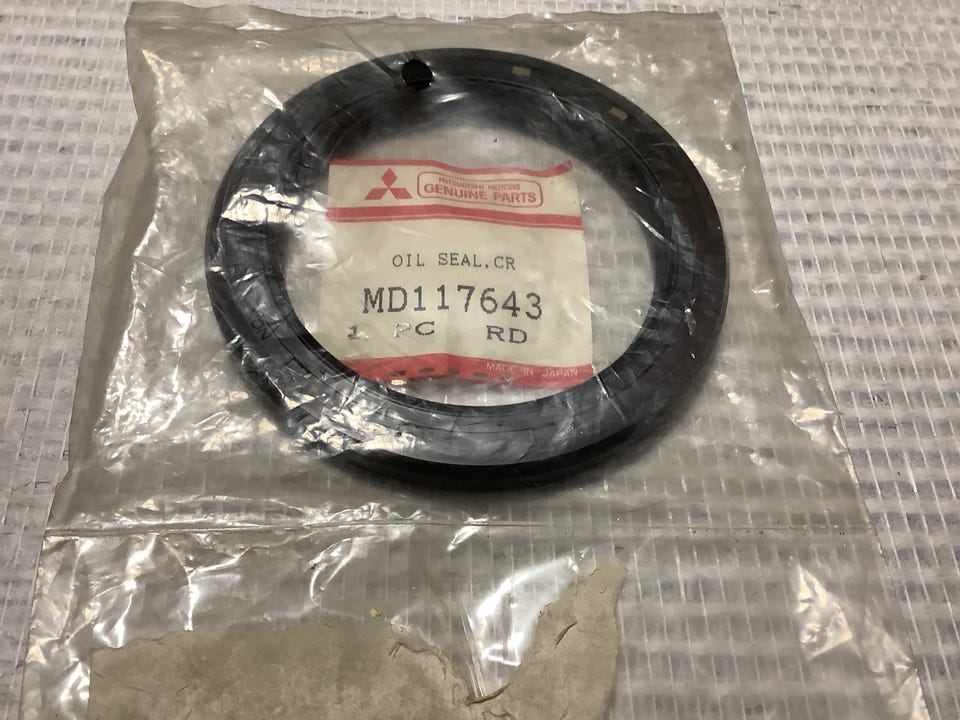 MITSUBISHI MOTORS
GENUINE PARTS
OIL SEAL,CR
MD117643
1 PC RD
MADE IN JAPAN